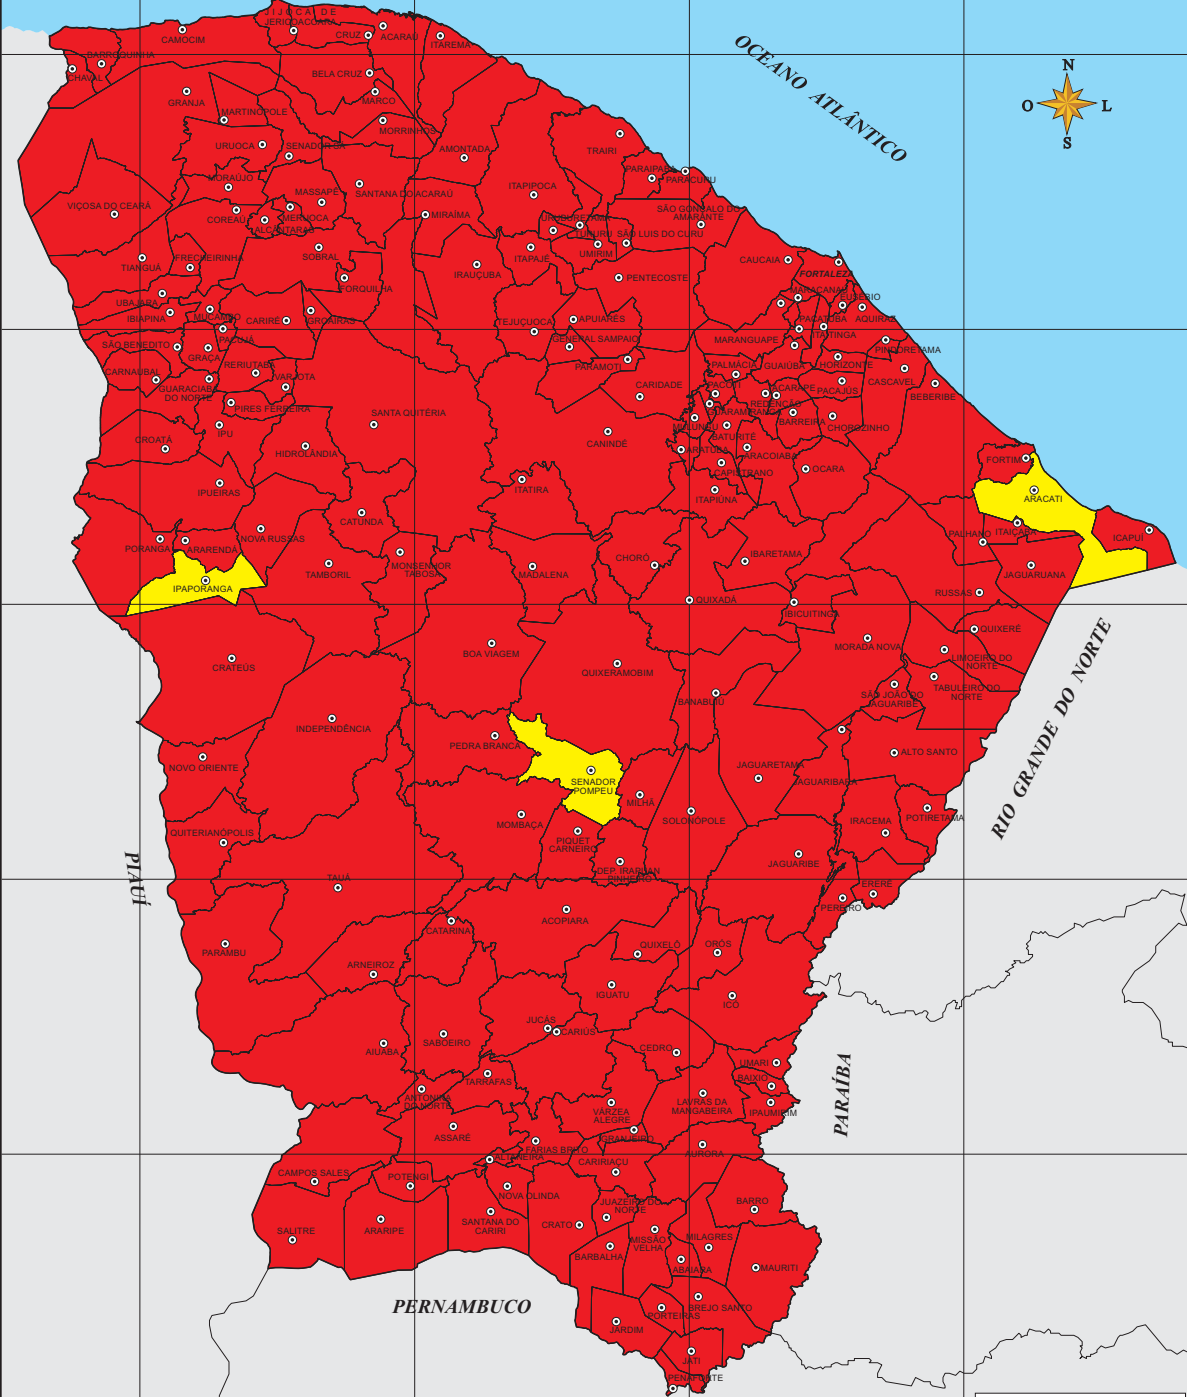 JIJOCA DE
JERICOACOARA
CRUZ
ACARAÚ
CAMOCIM
ITAREMA
BARROQUINHA
CHAVAL
BELA CRUZ
MARCO
GRANJA
MARTINÓPOLE
MORRINHOS
URUOCA
SENADOR SÁ
AMONTADA
TRAIRI
OCEANO ATLÂNTICO
N
O
L
S
MORAÚJO
MASSAPÊ
SANTANA DO ACARAÚ
ITAPIPOCA
PARAIPABA
PARACURU
VIÇOSA DO CEARÁ
COREAÚ
MERUOCA
ALCÂNTARAS
MIRAÍMA
URUBURETAMA
TURURU
SÃO GONÇALO DO
AMARANTE
SÃO LUIS DO CURU
UMIRIM
TIANGUÁ
FRECHEIRINHA
SOBRAL
FORQUILHA
IRAUÇUBA
ITAPAJÉ
PENTECOSTE
CAUCAIA
FORTALEZA
UBAJARA
IBIAPINA
MUCAMBO
PACUJÁ
CARIRÉ
GROAÍRAS
TEJUÇUOCA
APUIARÉS
GENERAL SAMPAIO
MARACANAÚ
EUSÉBIO
AQUIRAZ
PACATUBA
ITAITINGA
MARANGUAPE
SÃO BENEDITO
GRAÇA
RERIUTABA
VARJOTA
CARNAUBAL
GUARACIABA
DO NORTE
PARAMOTI
CARIDADE
PALMÁCIA
GUAIÚBA
HORIZONTE
PINDORETAMA
CASCAVEL
BEBERIBE
PACOTI
ACARAPE
REDENÇÃO
PACAJUS
PIRES FERREIRA
IPU
SANTA QUITÉRIA
GUARAMIRANGA
BARREIRA
CHOROZINHO
MULUNGU
BATURITÉ
CROATÁ
HIDROLÂNDIA
CANINDÉ
ARATUBA
ARACOIABA
CAPISTRANO
OCARA
FORTIM
IPUEIRAS
ITATIRA
ITAPIÚNA
ARACATI
CATUNDA
NOVA RUSSAS
PORANGA
ARARENDÁ
PALHANO
ITAIÇABA
ICAPUÍ
IPAPORANGA
TAMBORIL
MONSENHOR
TABOSA
MADALENA
CHORÓ
IBARETAMA
JAGUARUANA
RUSSAS
QUIXADÁ
IBICUITINGA
QUIXERÉ
CRATEÚS
BOA VIAGEM
QUIXERAMOBIM
MORADA NOVA
LIMOEIRO DO
NORTE
TABULEIRO DO
NORTE
SÃO JOÃO DO
JAGUARIBE
BANABUIÚ
INDEPENDÊNCIA
RIO GRANDE DO NORTE
PEDRA BRANCA
NOVO ORIENTE
SENADOR
POMPEU
JAGUARETAMA
JAGUARIBARA
ALTO SANTO
MILHÃ
SOLONÓPOLE
IRACEMA
POTIRETAMA
MOMBAÇA
QUITERIANÓPOLIS
PIQUET
CARNEIRO
DEP. IRAPUAN
PINHEIRO
JAGUARIBE
PIAUÍ
TAUÁ
ERERÊ
PEREIRO
ACOPIARA
CATARINA
PARAMBU
ARNEIROZ
QUIXELÔ
ORÓS
IGUATU
ICÓ
JUCÁS
CARIÚS
SABOEIRO
AIUABA
CEDRO
UMARI
BAIXIO
PARAÍBA
TARRAFAS
ANTONINA
DO NORTE
VÁRZEA
ALEGRE
LAVRAS DA
MANGABEIRA
IPAUMIRIM
ASSARÉ
GRANJEIRO
FARIAS BRITO
ALTANEIRA
AURORA
CARIRIAÇU
CAMPOS SALES
POTENGI
NOVA OLINDA
JUAZEIRO DO
NORTE
BARRO
SALITRE
ARARIPE
SANTANA DO
CARIRI
CRATO
MISSÃO
VELHA
MILAGRES
BARBALHA
ABAIARA
MAURITI
PERNAMBUCO
BREJO SANTO
PORTEIRAS
JARDIM
JATI
PENAFORTE